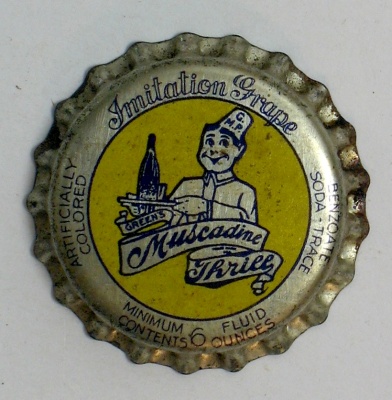 Imitation Grape
G.M.P.
GREEN'S
Muscadine
Thrill
ARTIFICIALLY
COLORED
BENZOATE
SODA-TRACE
MINIMUM 6 FLUID
CONTENTS OUNCES